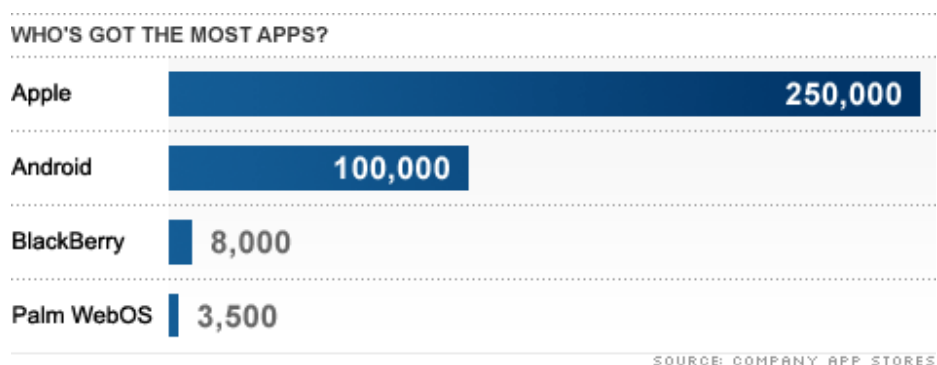 WHO'S GOT THE MOST APPS?
Apple 250,000
Android 100,000
BlackBerry 8,000
Palm WebOS 3,500
SOURCE: COMPANY APP STORES